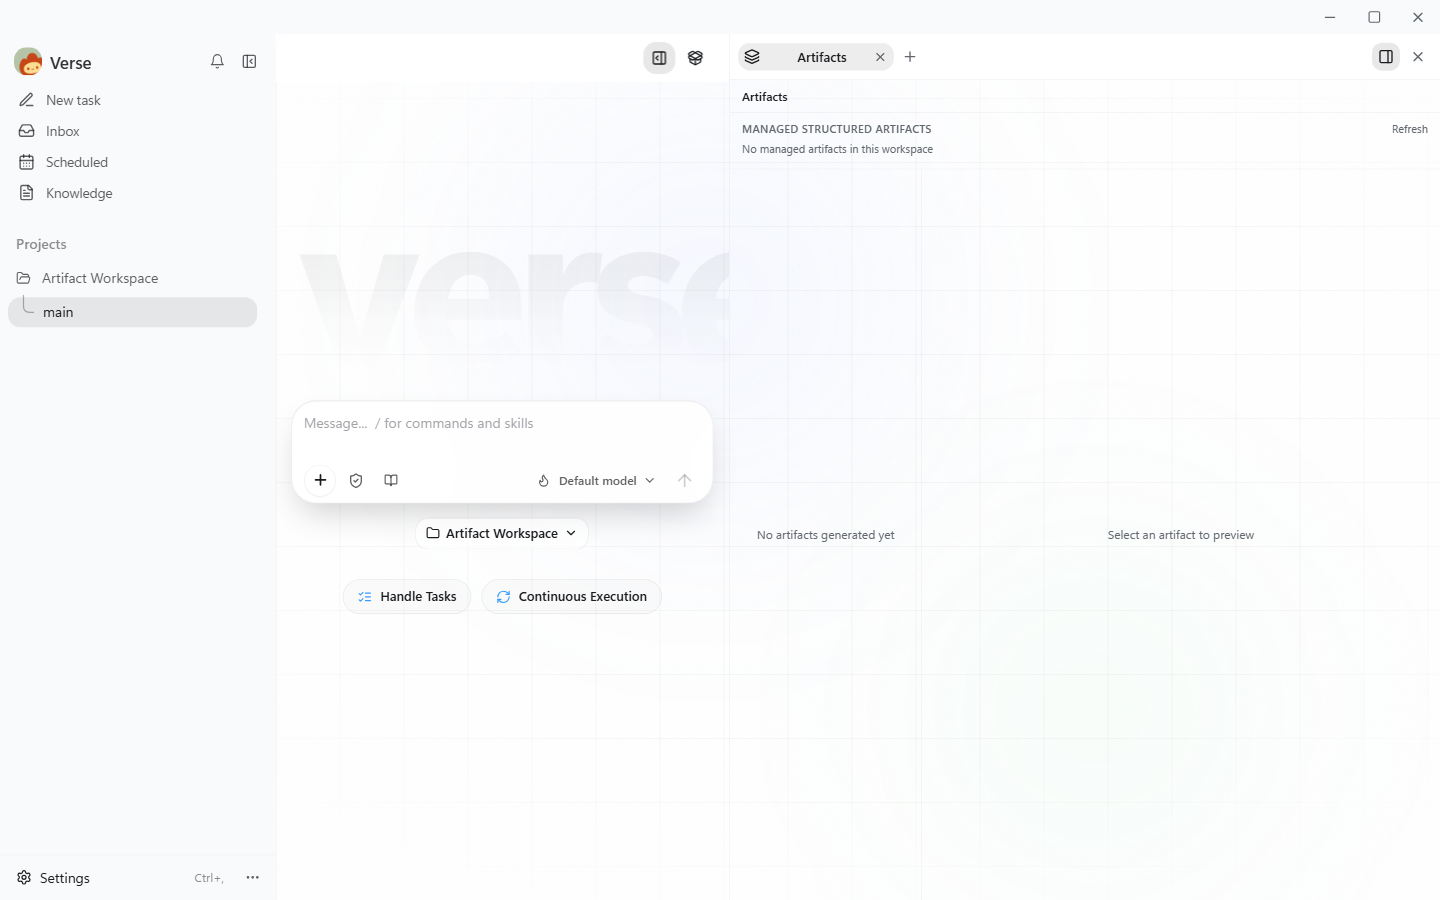 Verse
New task
Inbox
Scheduled
Knowledge
Projects
Artifact Workspace
main
Settings
Ctrl+,
verse
Message... / for commands and skills
Default model
Artifact Workspace
Handle Tasks
Continuous Execution
Artifacts
Artifacts
MANAGED STRUCTURED ARTIFACTS
Refresh
No managed artifacts in this workspace
No artifacts generated yet
Select an artifact to preview